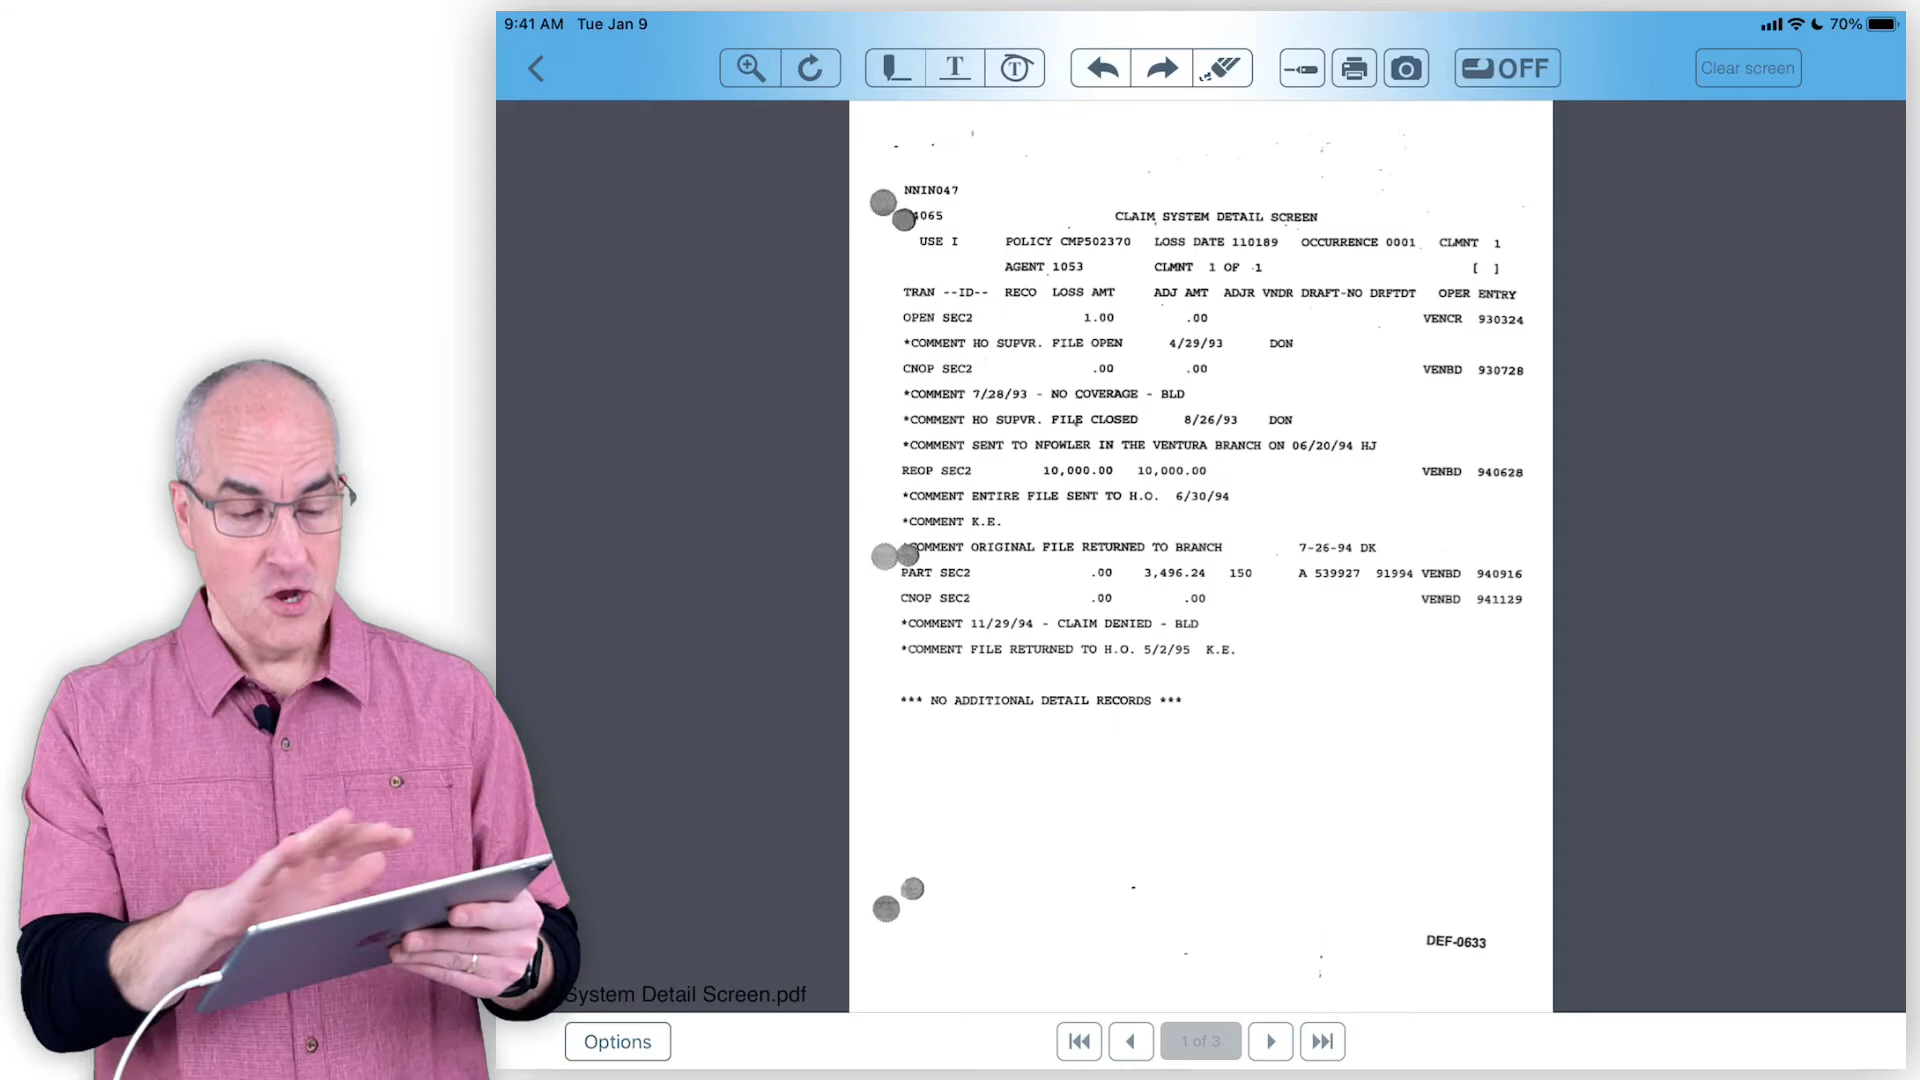 9:41 AM Tue Jan 9 70%
T T OFF Clear screen
NNIN047
4065 CLAIM SYSTEM DETAIL SCREEN
USE I POLICY CMP502370 LOSS DATE 110189 OCCURRENCE 0001 CLMNT 1
AGENT 1053 CLMNT 1 OF 1 [ ]
TRAN --ID-- RECO LOSS AMT ADJ AMT ADJR VNDR DRAFT-NO DRFTDT OPER ENTRY
OPEN SEC2 1.00 .00 VENCR 930324
*COMMENT HO SUPVR. FILE OPEN 4/29/93 DON
CNOP SEC2 .00 .00 VENBD 930728
*COMMENT 7/28/93 - NO COVERAGE - BLD
*COMMENT HO SUPVR. FILE CLOSED 8/26/93 DON
*COMMENT SENT TO NFOWLER IN THE VENTURA BRANCH ON 06/20/94 HJ
REOP SEC2 10,000.00 10,000.00 VENBD 940628
*COMMENT ENTIRE FILE SENT TO H.O. 6/30/94
*COMMENT K.E.
COMMENT ORIGINAL FILE RETURNED TO BRANCH 7-26-94 DK
PART SEC2 .00 3,496.24 150 A 539927 91994 VENBD 940916
CNOP SEC2 .00 .00 VENBD 941129
*COMMENT 11/29/94 - CLAIM DENIED - BLD
*COMMENT FILE RETURNED TO H.O. 5/2/95 K.E.
*** NO ADDITIONAL DETAIL RECORDS ***
DEF-0633
System Detail Screen.pdf
Options 1 of 3